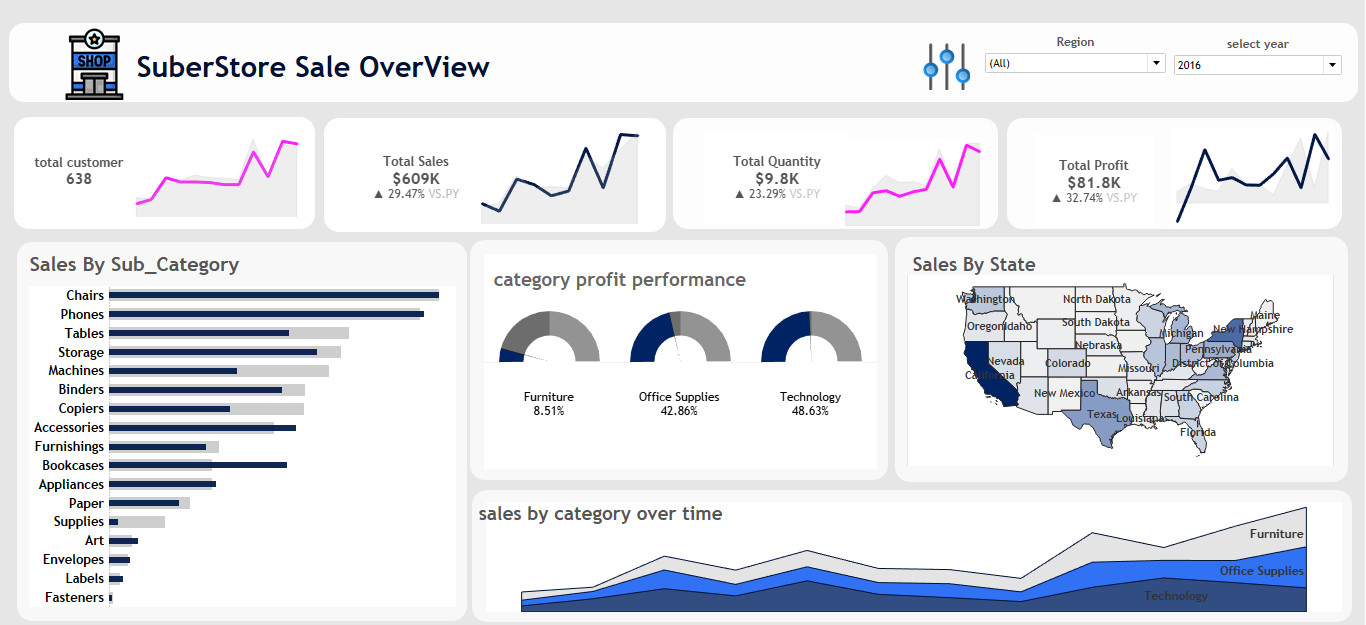 SHOP
SuberStore Sale OverView
Region
(All)
select year
2016
total customer
638
Total Sales
$609K
▲ 29.47% VS.PY
Total Quantity
$9.8K
▲ 23.29% VS.PY
Total Profit
$81.8K
▲ 32.74% VS.PY
Sales By Sub_Category
Chairs
Phones
Tables
Storage
Machines
Binders
Copiers
Accessories
Furnishings
Bookcases
Appliances
Paper
Supplies
Art
Envelopes
Labels
Fasteners
category profit performance
Furniture
8.51%
Office Supplies
42.86%
Technology
48.63%
Sales By State
Washington
North Dakota
Maine
Oregon
Idaho
South Dakota
Michigan
New Hampshire
Nebraska
Pennsylvania
Nevada
Colorado
Missouri
District of Columbia
California
New Mexico
Arkansas
South Carolina
Texas
Louisiana
Florida
sales by category over time
Furniture
Office Supplies
Technology